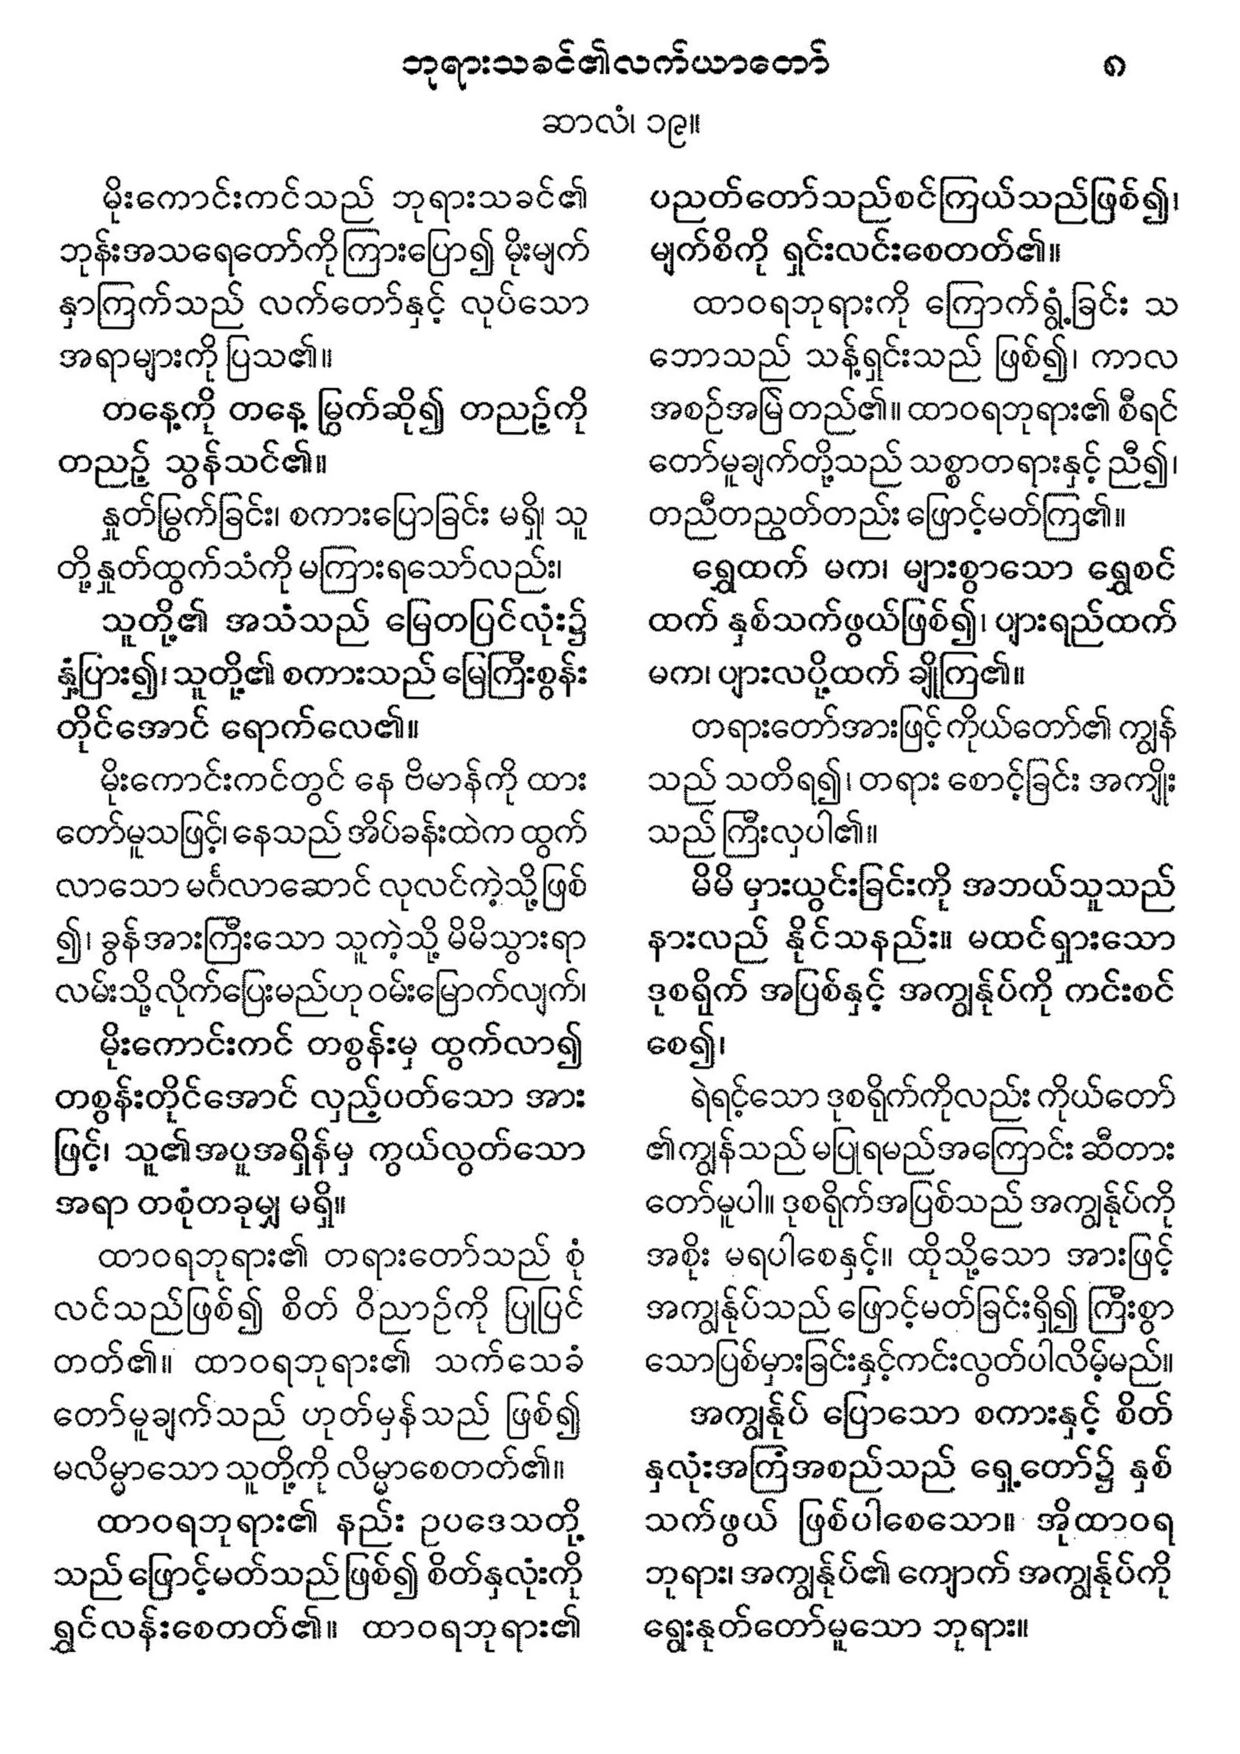 ဘုရားသခင်၏လက်ယာတော် ၈
ဆာလံ၊ ၁၉။
မိုးကောင်းကင်သည် ဘုရားသခင်၏
ဘုန်းအသရေတော်ကိုကြားပြော၍ မိုးမျက်
နှာကြက်သည် လက်တော်နှင့် လုပ်သော
အရာများကို ပြသ၏။
တနေ့ကို တနေ့ မြွက်ဆို၍ တညဉ့်ကို
တညဉ့် သွန်သင်၏။
နှုတ်မြွက်ခြင်း၊ စကားပြောခြင်း မရှိ၊ သူ
တို့နှုတ်ထွက်သံကို မကြားရသော်လည်း၊
သူတို့၏ အသံသည် မြေတပြင်လုံး၌
နှံ့ပြား၍၊ သူတို့၏ စကားသည် မြေကြီးစွန်း
တိုင်အောင် ရောက်လေ၏။
မိုးကောင်းကင်တွင် နေ ဗိမာန်ကို ထား
တော်မူသဖြင့်၊ နေသည် အိပ်ခန်းထဲက ထွက်
လာသော မင်္ဂလာဆောင် လုလင်ကဲ့သို့ ဖြစ်
၍၊ ခွန်အားကြီးသော သူကဲ့သို့ မိမိသွားရာ
လမ်းသို့လိုက်ပြေးမည်ဟု ဝမ်းမြောက်လျက်၊
မိုးကောင်းကင် တစွန်းမှ ထွက်လာ၍
တစွန်းတိုင်အောင် လှည့်ပတ်သော အား
ဖြင့်၊ သူ၏အပူအရှိန်မှ ကွယ်လွတ်သော
အရာ တစုံတခုမျှ မရှိ။
ထာဝရဘုရား၏ တရားတော်သည် စုံ
လင်သည်ဖြစ်၍ စိတ် ဝိညာဉ်ကို ပြုပြင်
တတ်၏။ ထာဝရဘုရား၏ သက်သေခံ
တော်မူချက်သည် ဟုတ်မှန်သည် ဖြစ်၍
မလိမ္မာသော သူတို့ကို လိမ္မာစေတတ်၏။
ထာဝရဘုရား၏ နည်း ဥပဒေသတို့
သည် ဖြောင့်မတ်သည်ဖြစ်၍ စိတ်နှလုံးကို
ရွှင်လန်းစေတတ်၏။ ထာဝရဘုရား၏
ပညတ်တော်သည်စင်ကြယ်သည်ဖြစ်၍၊
မျက်စိကို ရှင်းလင်းစေတတ်၏။
ထာဝရဘုရားကို ကြောက်ရွံ့ခြင်း သ
ဘောသည် သန့်ရှင်းသည် ဖြစ်၍၊ ကာလ
အစဉ်အမြဲ တည်၏။ ထာဝရဘုရား၏ စီရင်
တော်မူချက်တို့သည် သစ္စာတရားနှင့် ညီ၍၊
တညီတညွတ်တည်း ဖြောင့်မတ်ကြ၏။
ရွှေထက် မက၊ များစွာသော ရွှေစင်
ထက် နှစ်သက်ဖွယ်ဖြစ်၍၊ ပျားရည်ထက်
မက၊ ပျားလပို့ထက် ချိုကြ၏။
တရားတော်အားဖြင့် ကိုယ်တော်၏ ကျွန်
သည် သတိရ၍၊ တရား စောင့်ခြင်း အကျိုး
သည် ကြီးလှပါ၏။
မိမိ မှားယွင်းခြင်းကို အဘယ်သူသည်
နားလည် နိုင်သနည်း။ မထင်ရှားသော
ဒုစရိုက် အပြစ်နှင့် အကျွန်ုပ်ကို ကင်းစင်
စေ၍၊
ရဲရင့်သော ဒုစရိုက်ကိုလည်း ကိုယ်တော်
၏ကျွန်သည် မပြုရမည်အကြောင်း ဆီတား
တော်မူပါ။ ဒုစရိုက်အပြစ်သည် အကျွန်ုပ်ကို
အစိုး မရပါစေနှင့်။ ထိုသို့သော အားဖြင့်
အကျွန်ုပ်သည် ဖြောင့်မတ်ခြင်းရှိ၍ ကြီးစွာ
သောပြစ်မှားခြင်းနှင့်ကင်းလွတ်ပါလိမ့်မည်။
အကျွန်ုပ် ပြောသော စကားနှင့် စိတ်
နှလုံးအကြံအစည်သည် ရှေ့တော်၌ နှစ်
သက်ဖွယ် ဖြစ်ပါစေသော။ အိုထာဝရ
ဘုရား၊ အကျွန်ုပ်၏ ကျောက် အကျွန်ုပ်ကို
ရွေးနုတ်တော်မူသော ဘုရား။